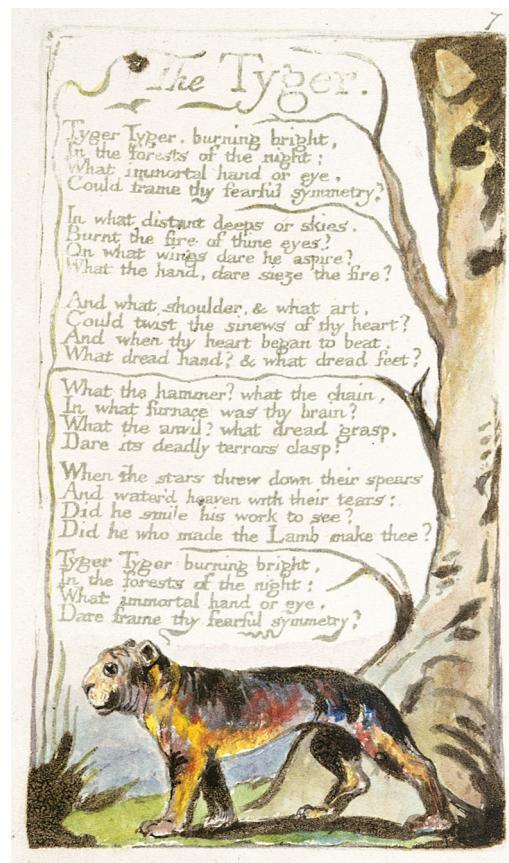 7
The Tyger.
Tyger Tyger. burning bright,
In the forests of the night:
What immortal hand or eye.
Could frame thy fearful symmetry?
In what distant deeps or skies.
Burnt the fire of thine eyes?
On what wings dare he aspire?
What the hand, dare sieze the fire?
And what shoulder, & what art,
Could twist the sinews of thy heart?
And when thy heart began to beat,
What dread hand? & what dread feet?
What the hammer? what the chain,
In what furnace was thy brain?
What the anvil? what dread grasp,
Dare its deadly terrors clasp!
When the stars threw down their spears
And water'd heaven with their tears:
Did he smile his work to see?
Did he who made the Lamb make thee?
Tyger Tyger burning bright,
In the forests of the night:
What immortal hand or eye,
Dare frame thy fearful symmetry?